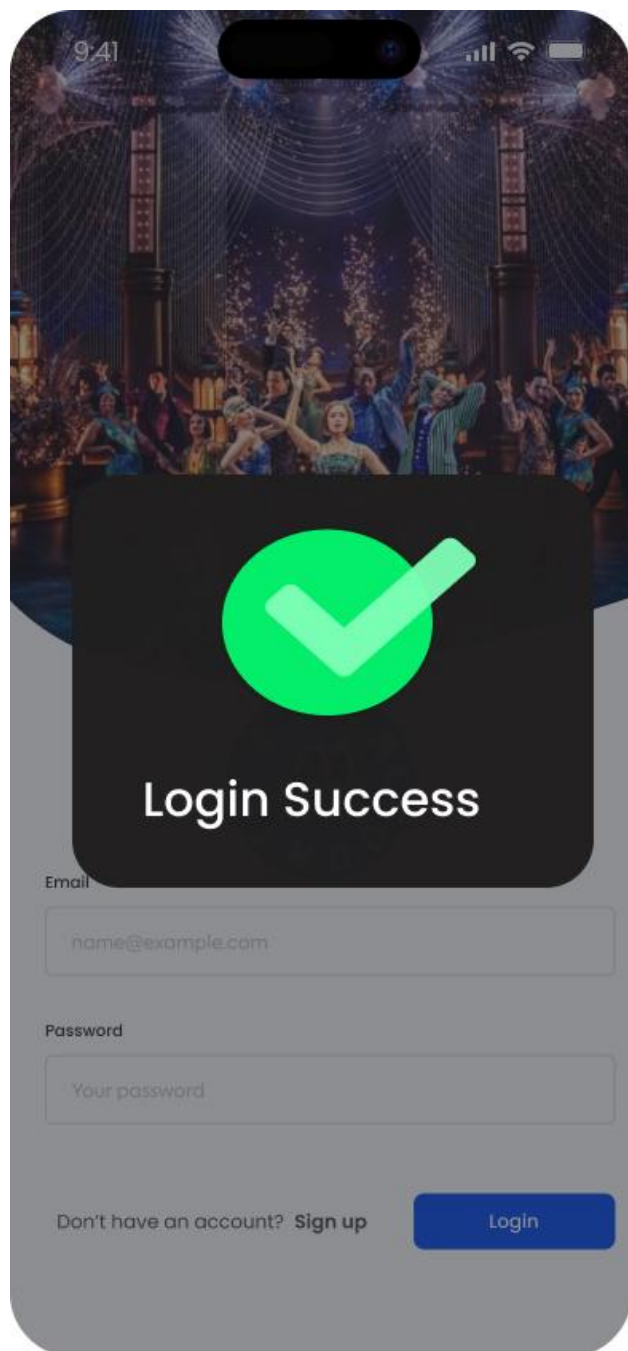 9:41
Login Success
Email
name@example.com
Password
Your password
Don't have an account? Sign up
Login